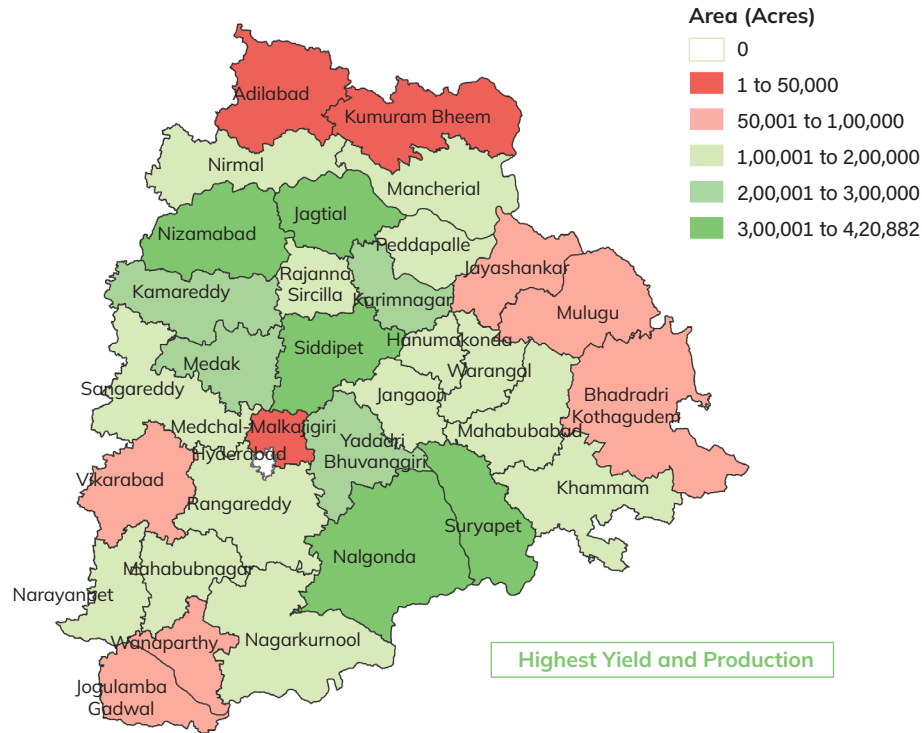 Area (Acres)
0
1 to 50,000
50,001 to 1,00,000
1,00,001 to 2,00,000
2,00,001 to 3,00,000
3,00,001 to 4,20,882
Adilabad
Kumuram Bheem
Nirmal
Mancherial
Jagtial
Nizamabad
Peddapalle
Rajanna
Sircilla
Jayashankar
Kamareddy
Karimnagar
Mulugu
Siddipet
Hanumakonda
Medak
Warangal
Sangareddy
Jangaon
Bhadradri
Kothagudem
Medchal-Malkajigiri
Mahabubabad
Yadadri
Bhuvanagiri
Hyderabad
Vikarabad
Rangareddy
Khammam
Suryapet
Nalgonda
Mahabubnagar
Narayanpet
Wanaparthy
Nagarkurnool
Jogulamba
Gadwal
Highest Yield and Production